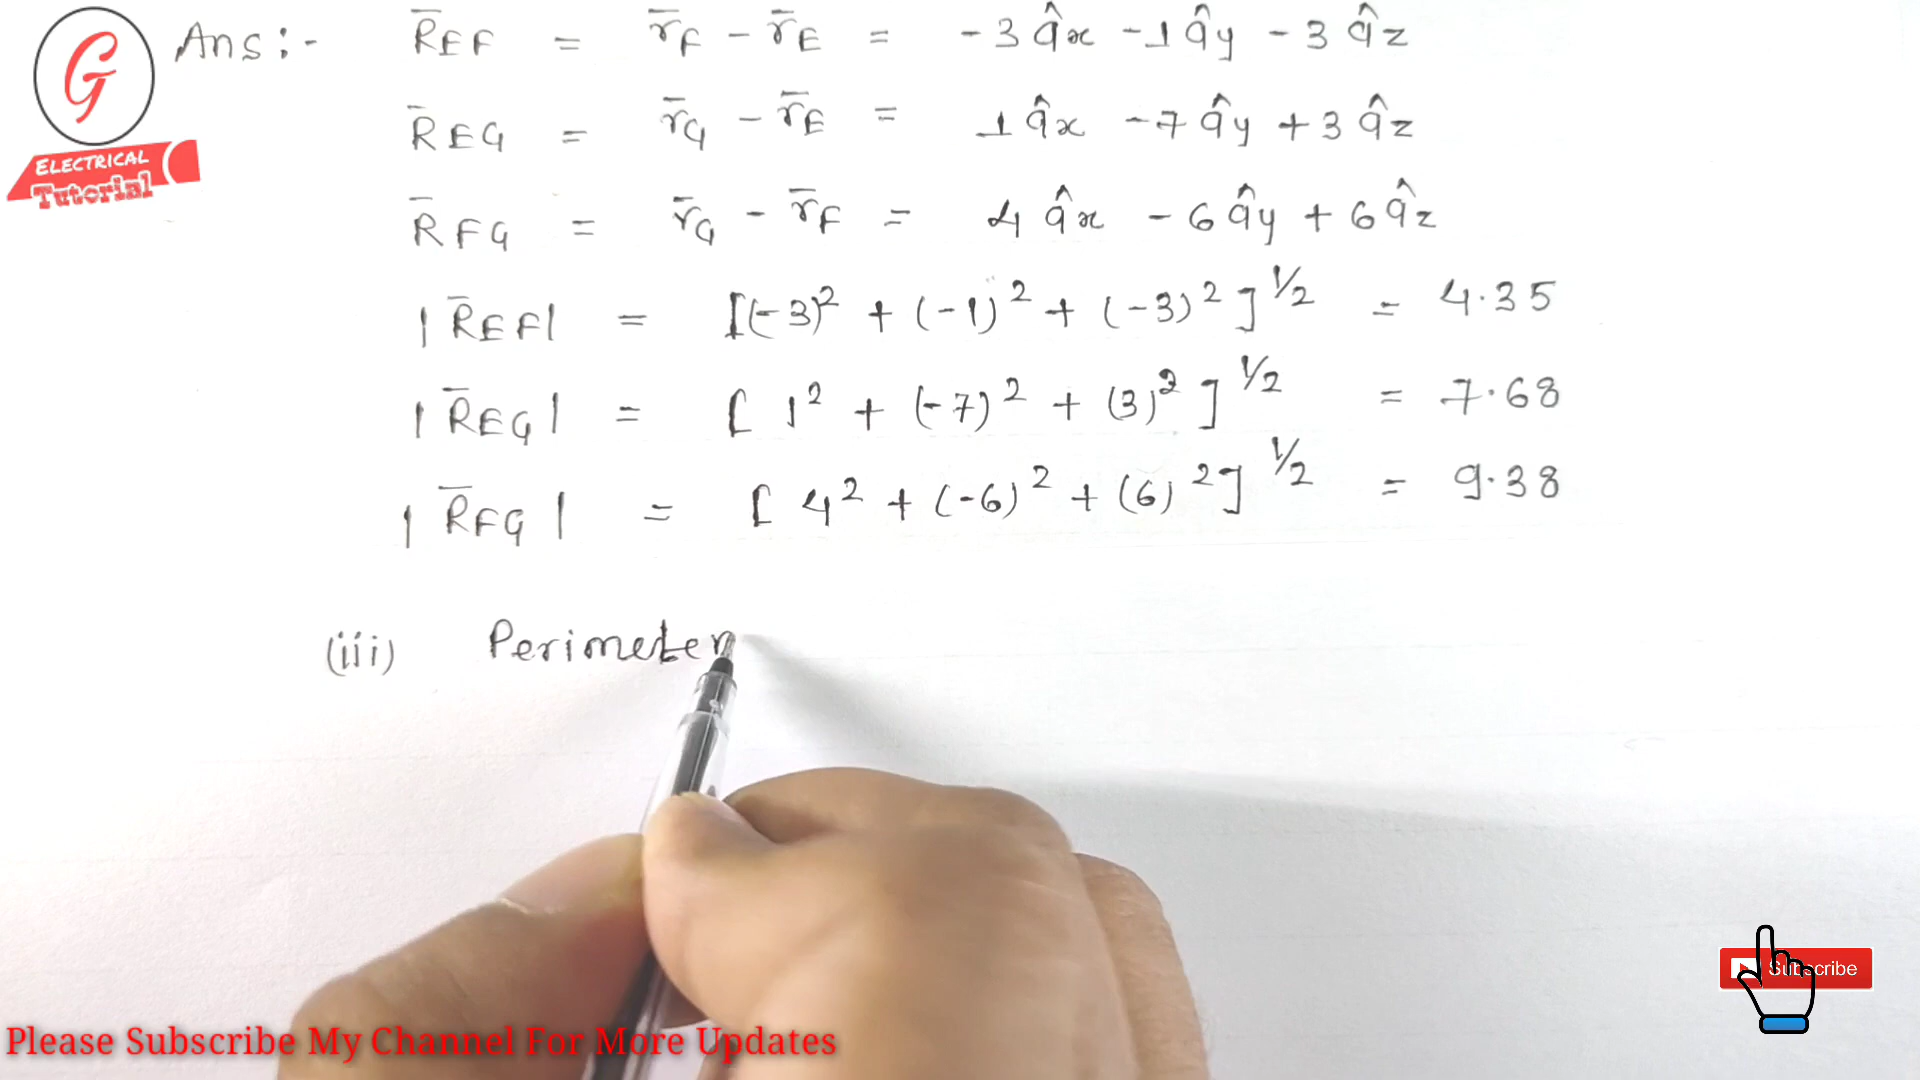 G
ELECTRICAL
Tutorial
Ans:- R̄EF = r̄F - r̄E = -3 âx -1 ây - 3 âz
R̄EG = r̄G - r̄E = 1 âx -7 ây + 3 âz
R̄FG = r̄G - r̄F = 4 âx - 6 ây + 6 âz
|R̄EF| = [(-3)² + (-1)² + (-3)²]^1/2 = 4.35
|R̄EG| = [1² + (-7)² + (3)²]^1/2 = 7.68
|R̄FG| = [4² + (-6)² + (6)²]^1/2 = 9.38
(iii) Perimeter
Subscribe
Please Subscribe My Channel For More Updates